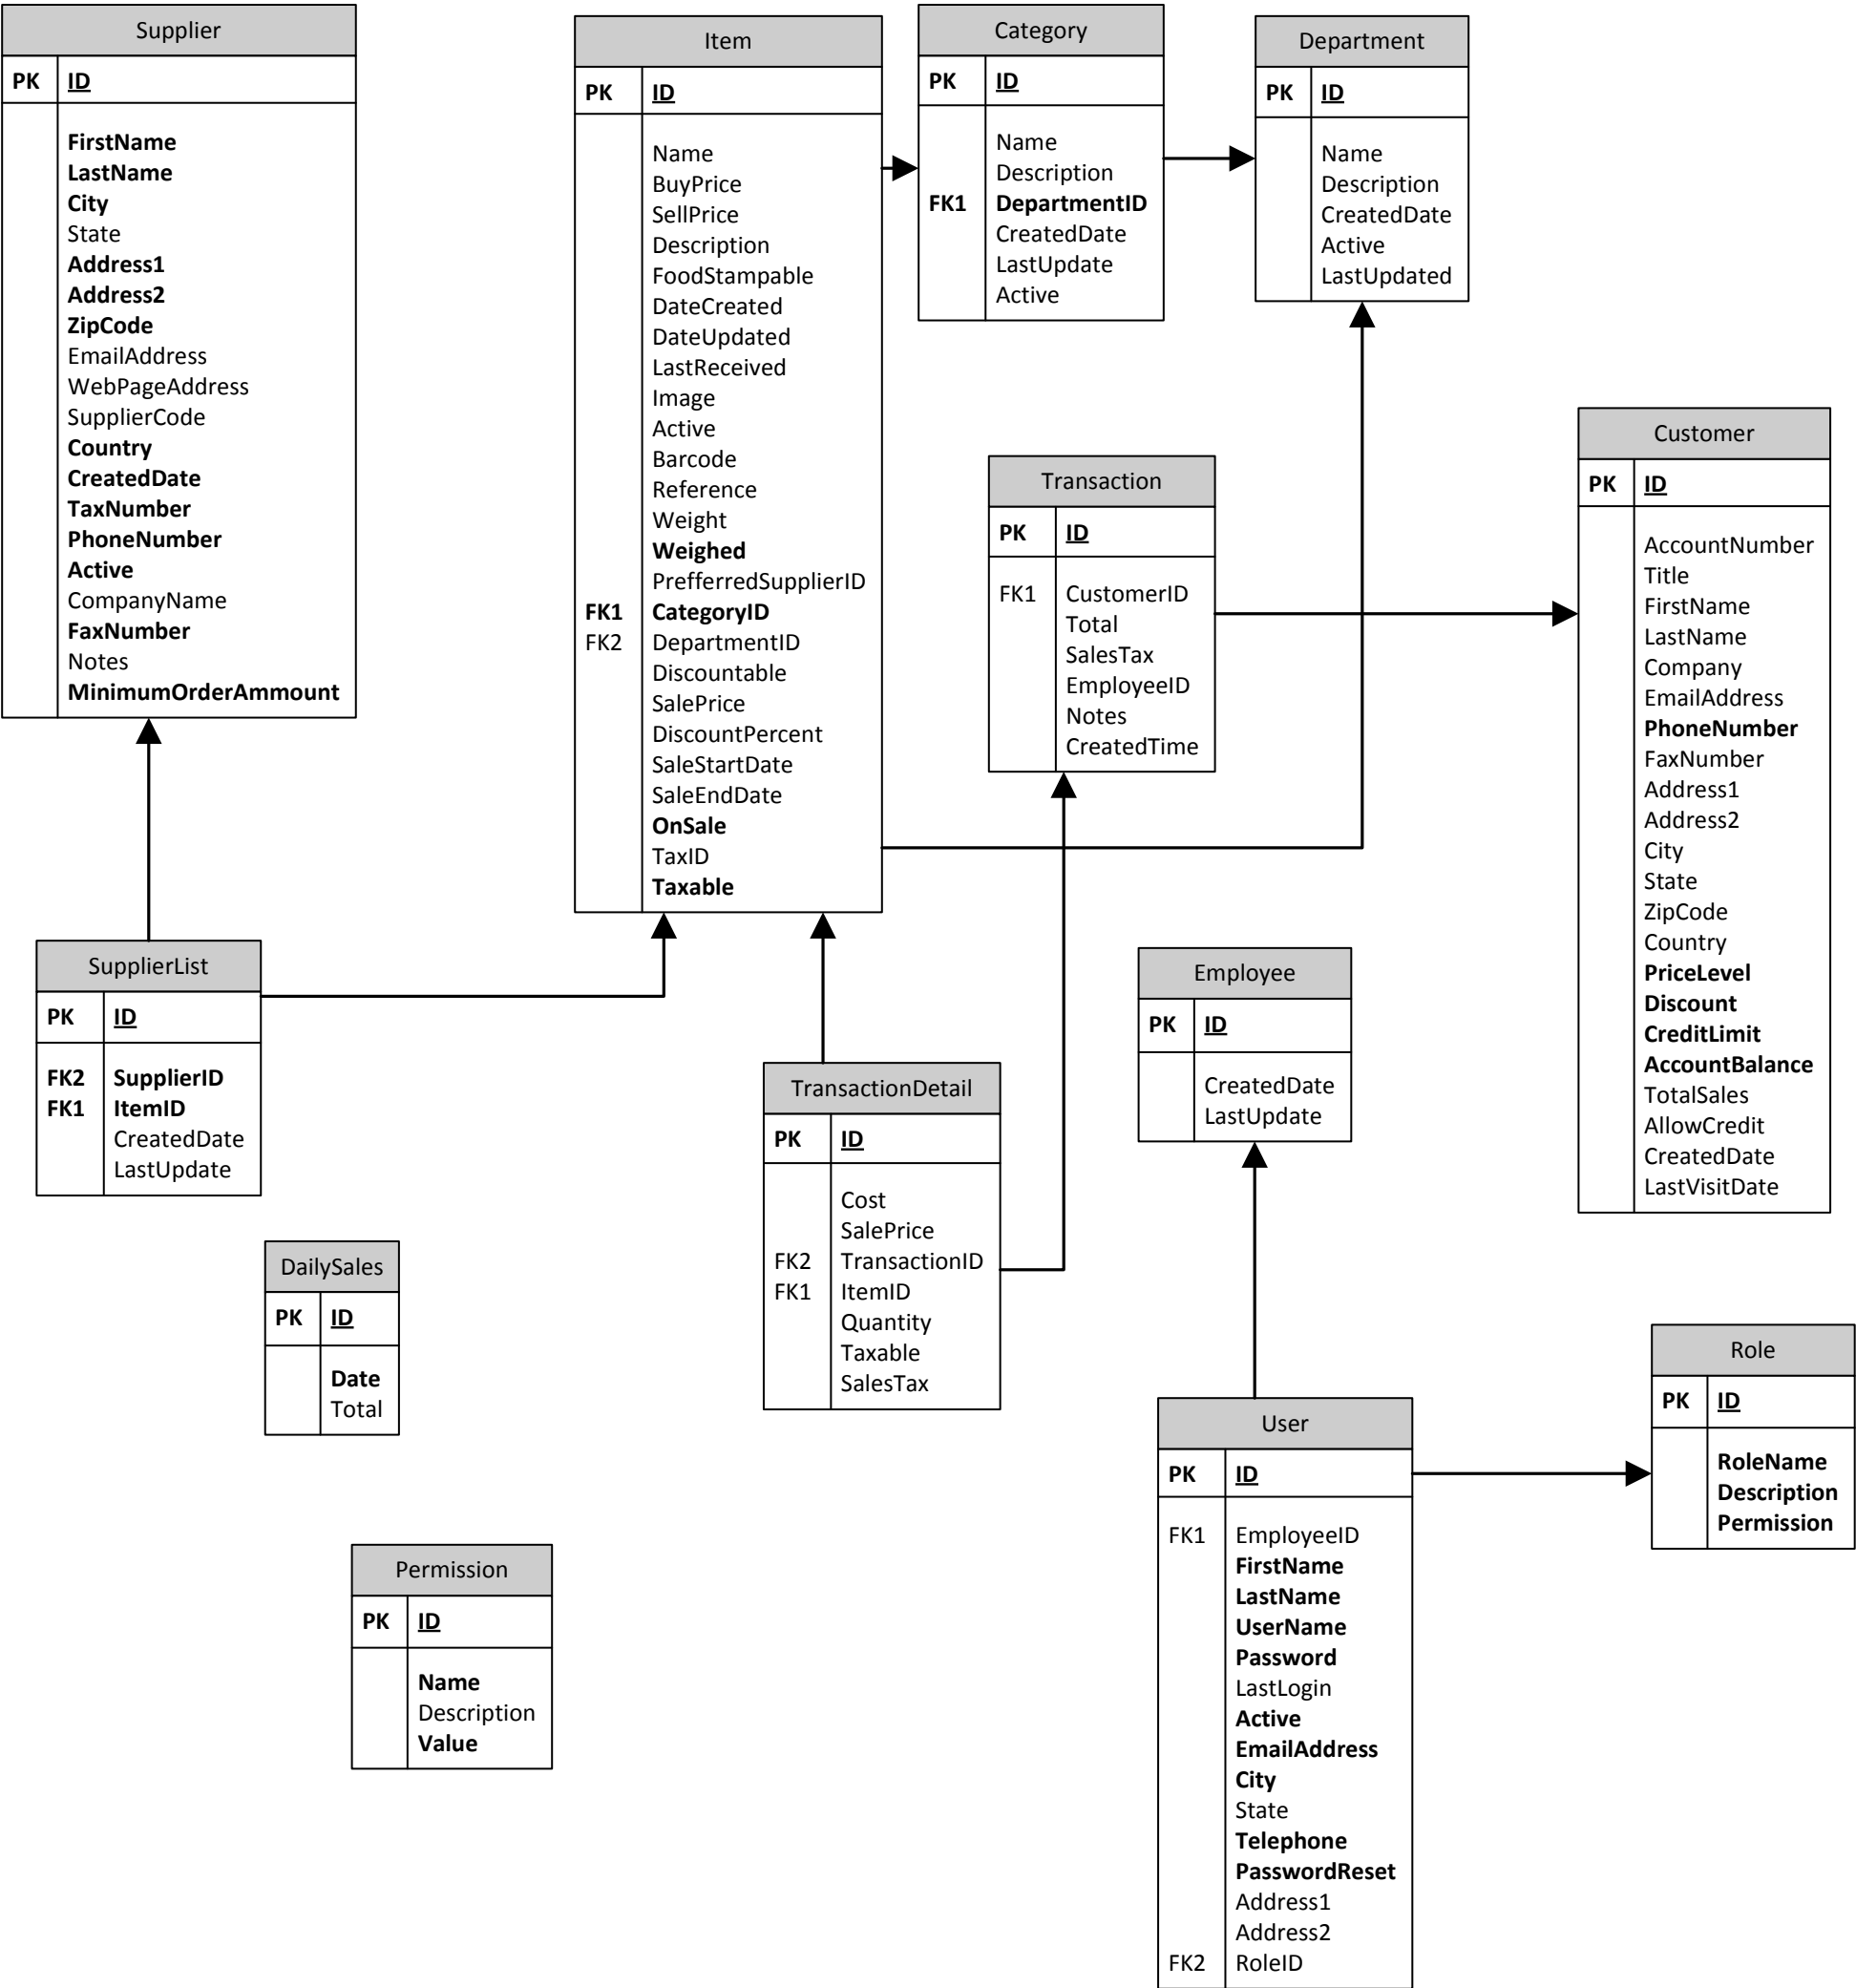 Supplier
PK ID
FirstName
LastName
City
State
Address1
Address2
ZipCode
EmailAddress
WebPageAddress
SupplierCode
Country
CreatedDate
TaxNumber
PhoneNumber
Active
CompanyName
FaxNumber
Notes
MinimumOrderAmmount
Item
PK ID
Name
BuyPrice
SellPrice
Description
FoodStampable
DateCreated
DateUpdated
LastReceived
Image
Active
Barcode
Reference
Weight
Weighed
PrefferredSupplierID
FK1 CategoryID
FK2 DepartmentID
Discountable
SalePrice
DiscountPercent
SaleStartDate
SaleEndDate
OnSale
TaxID
Taxable
Category
PK ID
Name
Description
FK1 DepartmentID
CreatedDate
LastUpdate
Active
Department
PK ID
Name
Description
CreatedDate
Active
LastUpdated
Transaction
PK ID
FK1 CustomerID
Total
SalesTax
EmployeeID
Notes
CreatedTime
Customer
PK ID
AccountNumber
Title
FirstName
LastName
Company
EmailAddress
PhoneNumber
FaxNumber
Address1
Address2
City
State
ZipCode
Country
PriceLevel
Discount
CreditLimit
AccountBalance
TotalSales
AllowCredit
CreatedDate
LastVisitDate
SupplierList
PK ID
FK2 SupplierID
FK1 ItemID
CreatedDate
LastUpdate
TransactionDetail
PK ID
Cost
SalePrice
FK2 TransactionID
FK1 ItemID
Quantity
Taxable
SalesTax
Employee
PK ID
CreatedDate
LastUpdate
DailySales
PK ID
Date
Total
Permission
PK ID
Name
Description
Value
User
PK ID
FK1 EmployeeID
FirstName
LastName
UserName
Password
LastLogin
Active
EmailAddress
City
State
Telephone
PasswordReset
Address1
Address2
FK2 RoleID
Role
PK ID
RoleName
Description
Permission